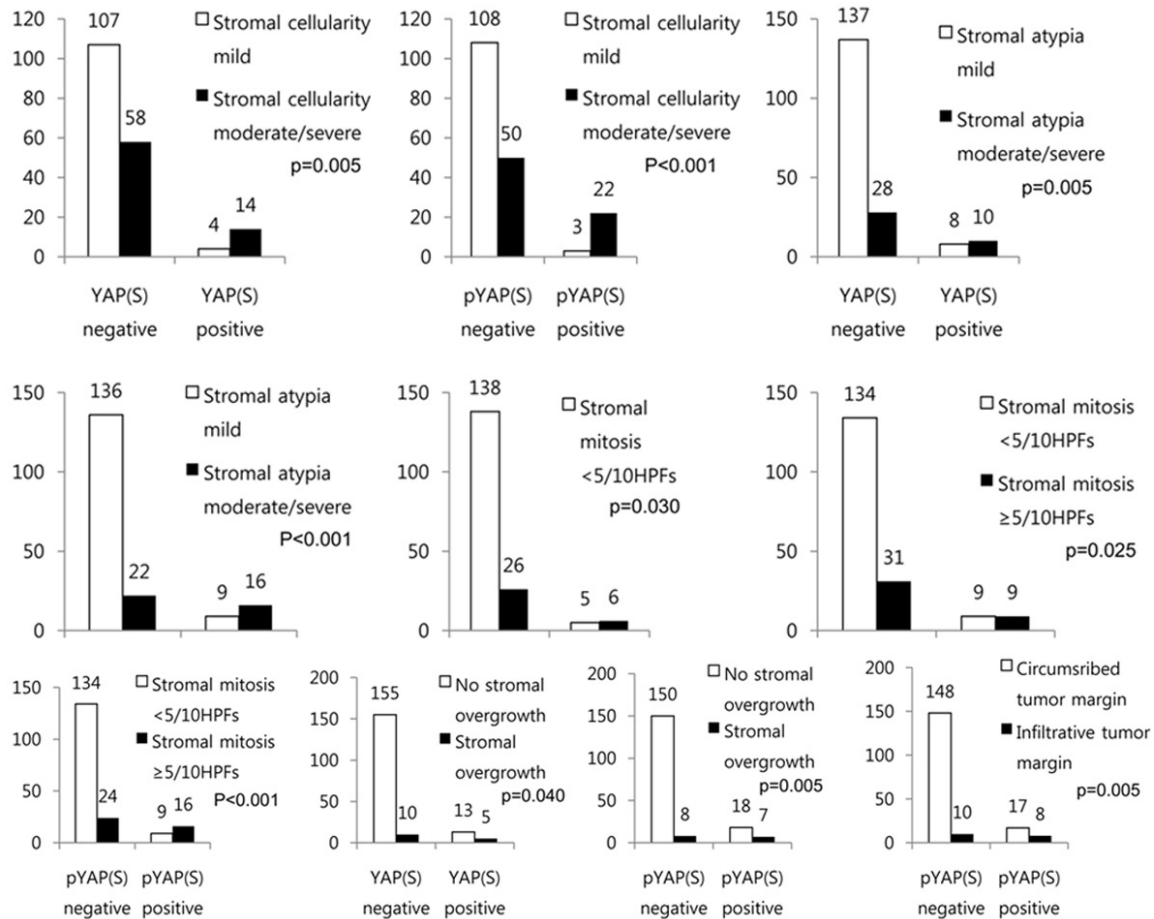 120
100
80
60
40
20
0
107
58
4
14
Stromal cellularity
mild
Stromal cellularity
moderate/severe
p=0.005
YAP(S)
negative
YAP(S)
positive
120
100
80
60
40
20
0
108
50
3
22
Stromal cellularity
mild
Stromal cellularity
moderate/severe
P<0.001
pYAP(S)
negative
pYAP(S)
positive
150
100
50
0
137
28
8
10
Stromal atypia
mild
Stromal atypia
moderate/severe
p=0.005
YAP(S)
negative
YAP(S)
positive
150
100
50
0
136
22
9
16
Stromal atypia
mild
Stromal atypia
moderate/severe
P<0.001
150
100
50
0
138
26
5
6
Stromal
mitosis
<5/10HPFs
p=0.030
150
100
50
0
134
31
9
9
Stromal mitosis
<5/10HPFs
Stromal mitosis
≥5/10HPFs
p=0.025
150
100
50
0
134
24
9
16
Stromal mitosis
<5/10HPFs
Stromal mitosis
≥5/10HPFs
P<0.001
pYAP(S)
negative
pYAP(S)
positive
200
150
100
50
0
155
10
13
5
No stromal
overgrowth
Stromal
overgrowth
p=0.040
YAP(S)
negative
YAP(S)
positive
200
150
100
50
0
150
8
18
7
No stromal
overgrowth
Stromal
overgrowth
p=0.005
pYAP(S)
negative
pYAP(S)
positive
200
150
100
50
0
148
10
17
8
Circumsribed
tumor margin
Infiltrative tumor
margin
p=0.005
pYAP(S)
negative
pYAP(S)
positive